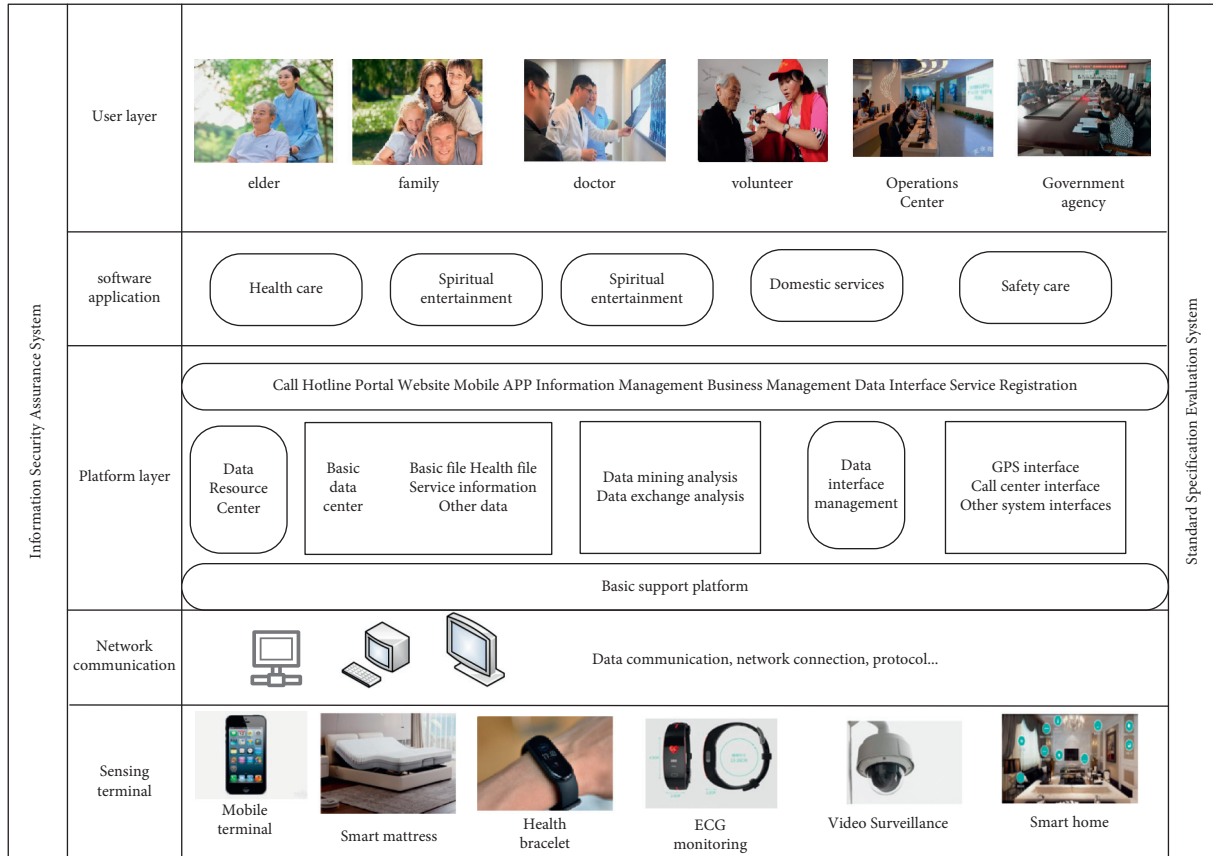 Information Security Assurance System
User layer
elder
family
doctor
volunteer
Operations
Center
Government
agency
software
application
Health care
Spiritual
entertainment
Spiritual
entertainment
Domestic services
Safety care
Platform layer
Call Hotline Portal Website Mobile APP Information Management Business Management Data Interface Service Registration
Data
Resource
Center
Basic
data
center
Basic file Health file
Service information
Other data
Data mining analysis
Data exchange analysis
Data
interface
management
GPS interface
Call center interface
Other system interfaces
Basic support platform
Network
communication
Data communication, network connection, protocol...
Sensing
terminal
Mobile
terminal
Smart mattress
Health
bracelet
ECG
monitoring
Video Surveillance
Smart home
Standard Specification Evaluation System